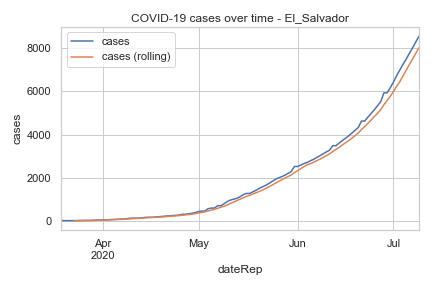 COVID-19 cases over time - El_Salvador
cases
cases (rolling)
8000
6000
4000
2000
0
cases
Apr
2020
May
Jun
Jul
dateRep